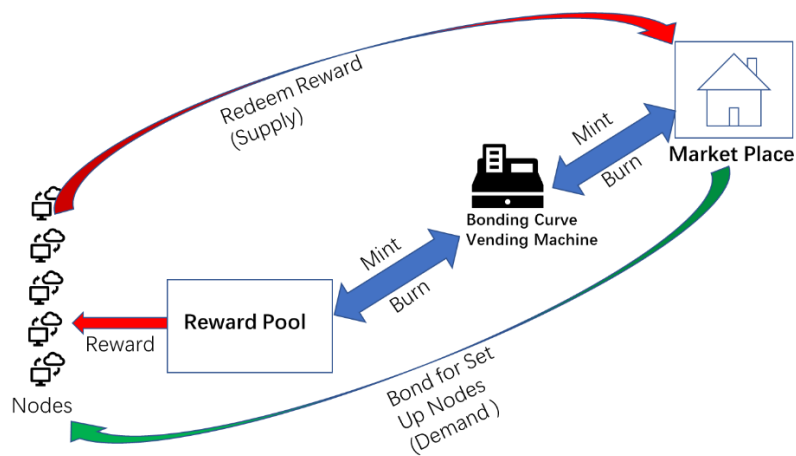 Redeem Reward
(Supply)
Mint
Burn
Market Place
Bonding Curve
Vending Machine
Mint
Burn
Reward Pool
Reward
Nodes
Bond for Set
Up Nodes
(Demand )